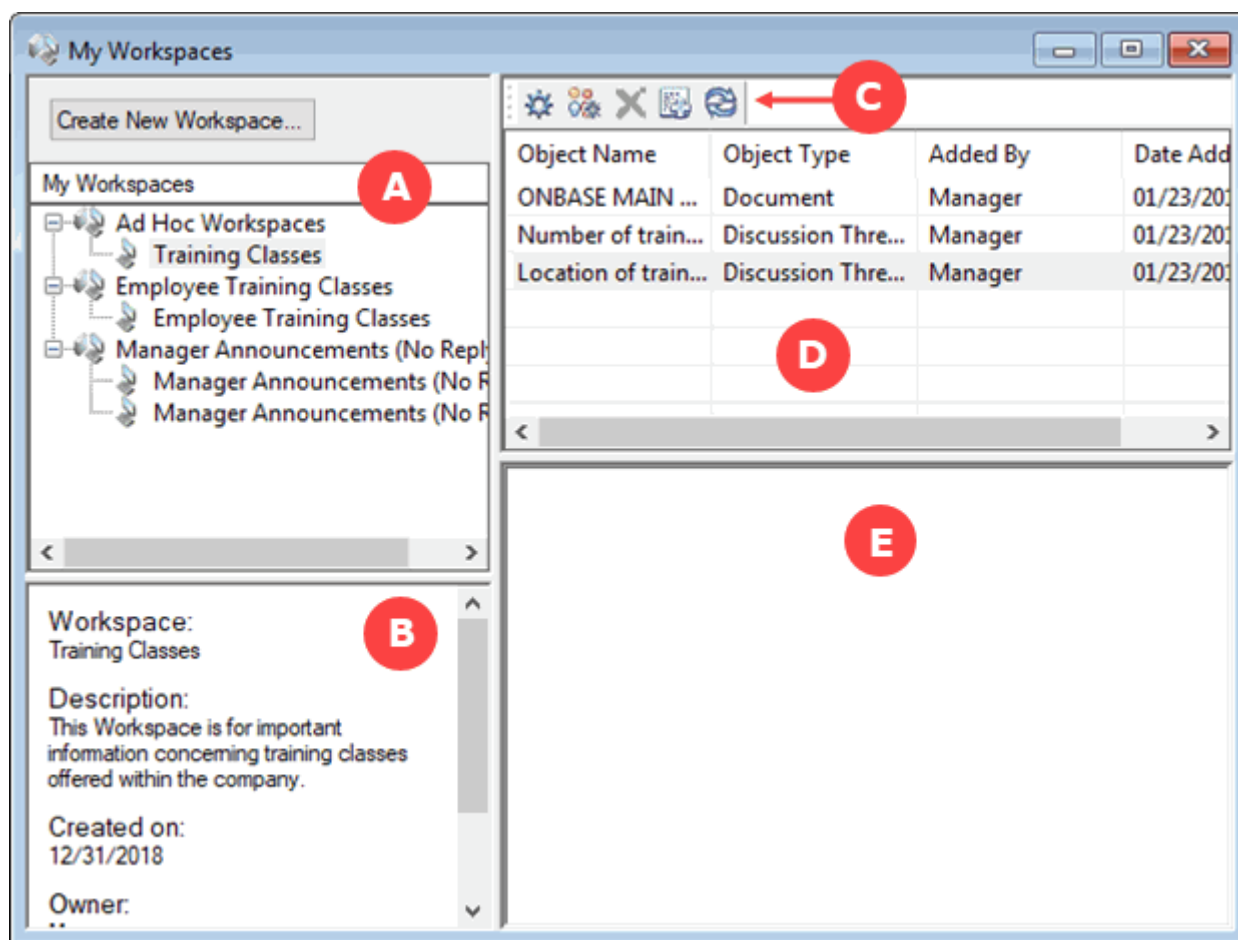 My Workspaces
Create New Workspace...
My Workspaces
A
Ad Hoc Workspaces
Training Classes
Employee Training Classes
Employee Training Classes
Manager Announcements (No Reply
Manager Announcements (No R
Manager Announcements (No R
B
Workspace:
Training Classes
Description:
This Workspace is for important
information concerning training classes
offered within the company.
Created on:
12/31/2018
Owner:
C
Object Name Object Type Added By Date Add
ONBASE MAIN ... Document Manager 01/23/201
Number of train... Discussion Thre... Manager 01/23/201
Location of train... Discussion Thre... Manager 01/23/201
D
E